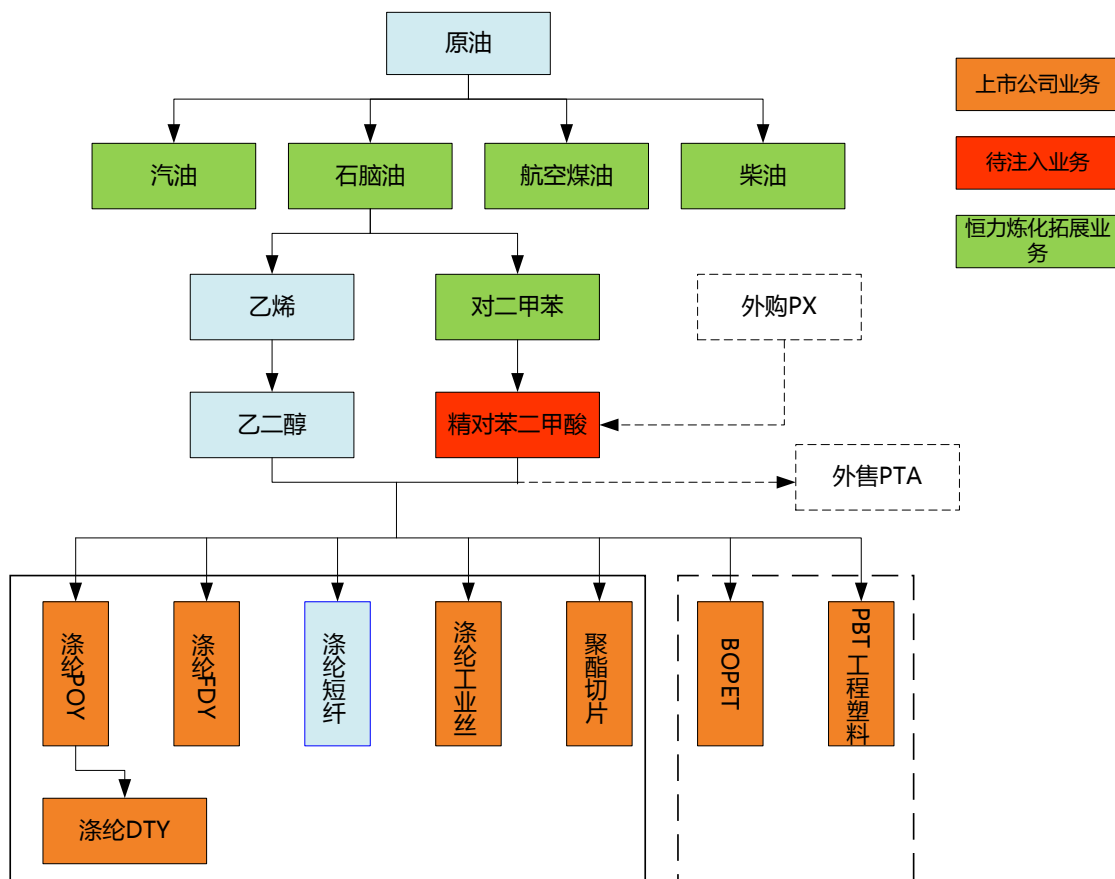 原油
上市公司业务
汽油
石脑油
航空煤油
柴油
待注入业务
恒力炼化拓展业
务
乙烯
对二甲苯
外购PX
乙二醇
精对苯二甲酸
外售PTA
涤纶POY
涤纶FDY
涤纶短纤
涤纶工业丝
聚酯切片
BOPET
PBT工程塑料
涤纶DTY